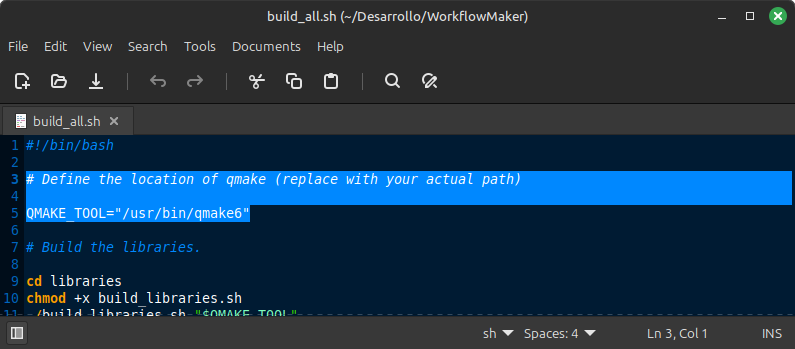 build_all.sh (~/Desarrollo/WorkflowMaker)
File Edit View Search Tools Documents Help
build_all.sh
1 #!/bin/bash
2
3 # Define the location of qmake (replace with your actual path)
4
5 QMAKE_TOOL="/usr/bin/qmake6"
6
7 # Build the libraries.
8
9 cd libraries
10 chmod +x build_libraries.sh
11 ./build_libraries.sh "$QMAKE_TOOL"
sh Spaces: 4 Ln 3, Col 1 INS